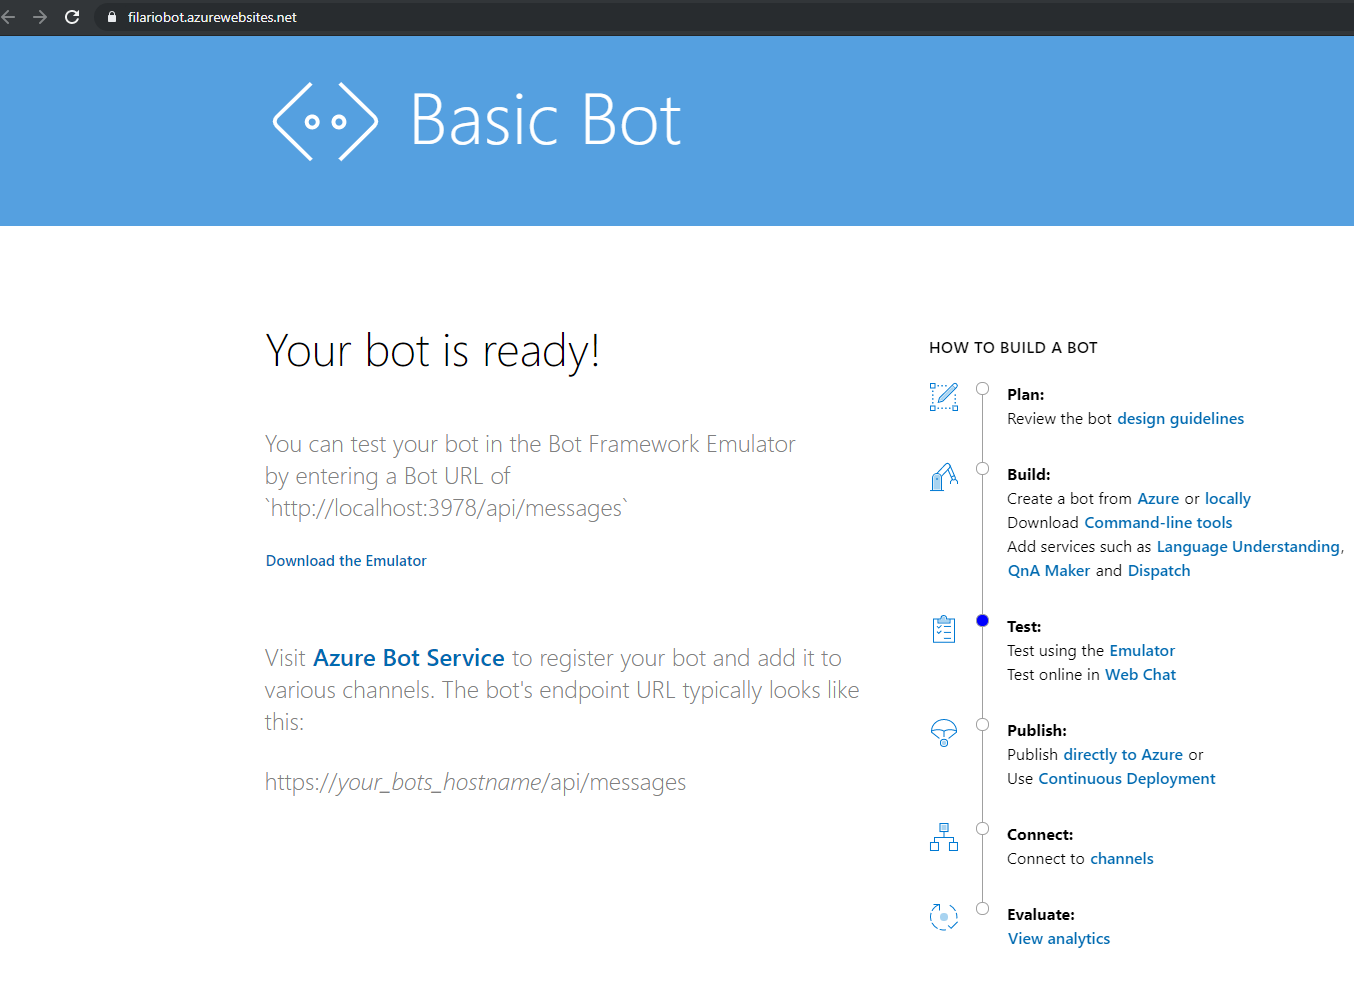 filariobot.azurewebsites.net
Basic Bot
Your bot is ready!
You can test your bot in the Bot Framework Emulator
by entering a Bot URL of
`http://localhost:3978/api/messages`
Download the Emulator
Visit Azure Bot Service to register your bot and add it to
various channels. The bot's endpoint URL typically looks like
this:
https://your_bots_hostname/api/messages
HOW TO BUILD A BOT
Plan:
Review the bot design guidelines
Build:
Create a bot from Azure or locally
Download Command-line tools
Add services such as Language Understanding,
QnA Maker and Dispatch
Test:
Test using the Emulator
Test online in Web Chat
Publish:
Publish directly to Azure or
Use Continuous Deployment
Connect:
Connect to channels
Evaluate:
View analytics